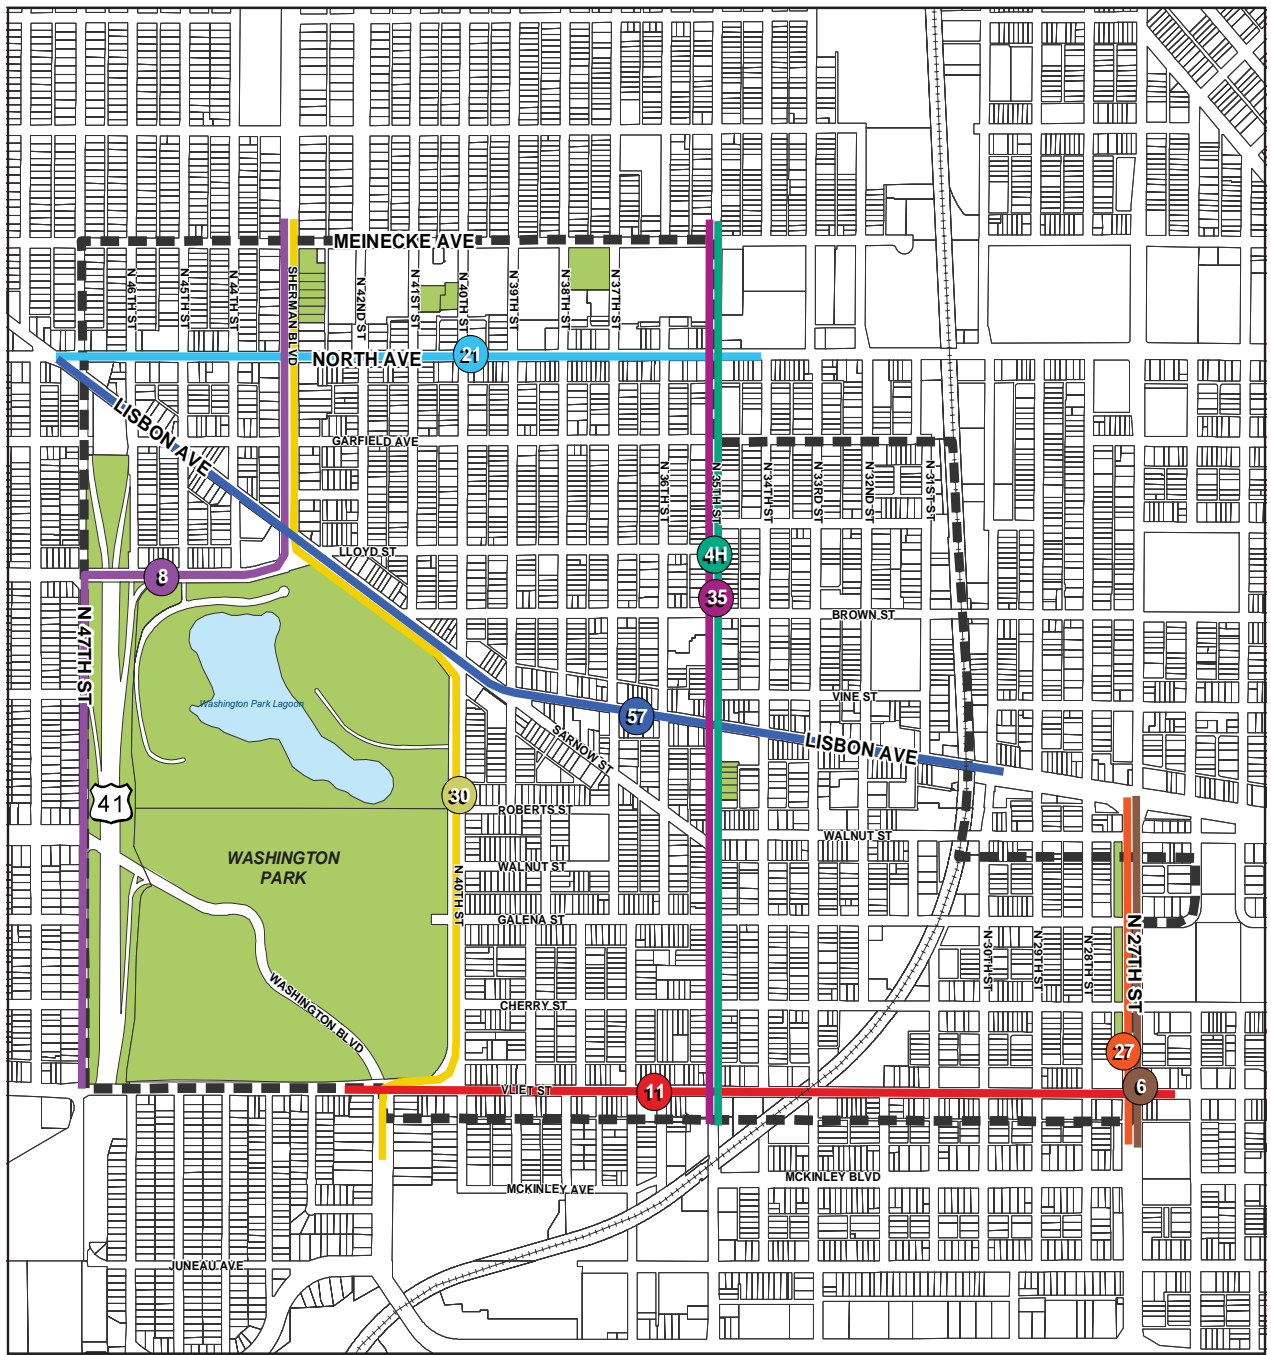 MEINECKE AVE
N 46TH ST
N 45TH ST
N 44TH ST
SHERMAN BLVD
N 42ND ST
N 41ST ST
N 40TH ST
N 39TH ST
N 38TH ST
N 37TH ST
NORTH AVE
21
LISBON AVE
GARFIELD AVE
N 36TH ST
N 35TH ST
N 34TH ST
N 33RD ST
N 32ND ST
N 31ST ST
LLOYD ST
4H
8
35
BROWN ST
N 47TH ST
Washington Park Lagoon
VINE ST
57
SARNOW ST
LISBON AVE
41
30
ROBERTS ST
WALNUT ST
WASHINGTON
PARK
WALNUT ST
N 40TH ST
GALENA ST
N 30TH ST
N 29TH ST
N 28TH ST
N 27TH ST
WASHINGTON BLVD
CHERRY ST
27
VLIET ST
11
6
MCKINLEY BLVD
MCKINLEY AVE
JUNEAU AVE